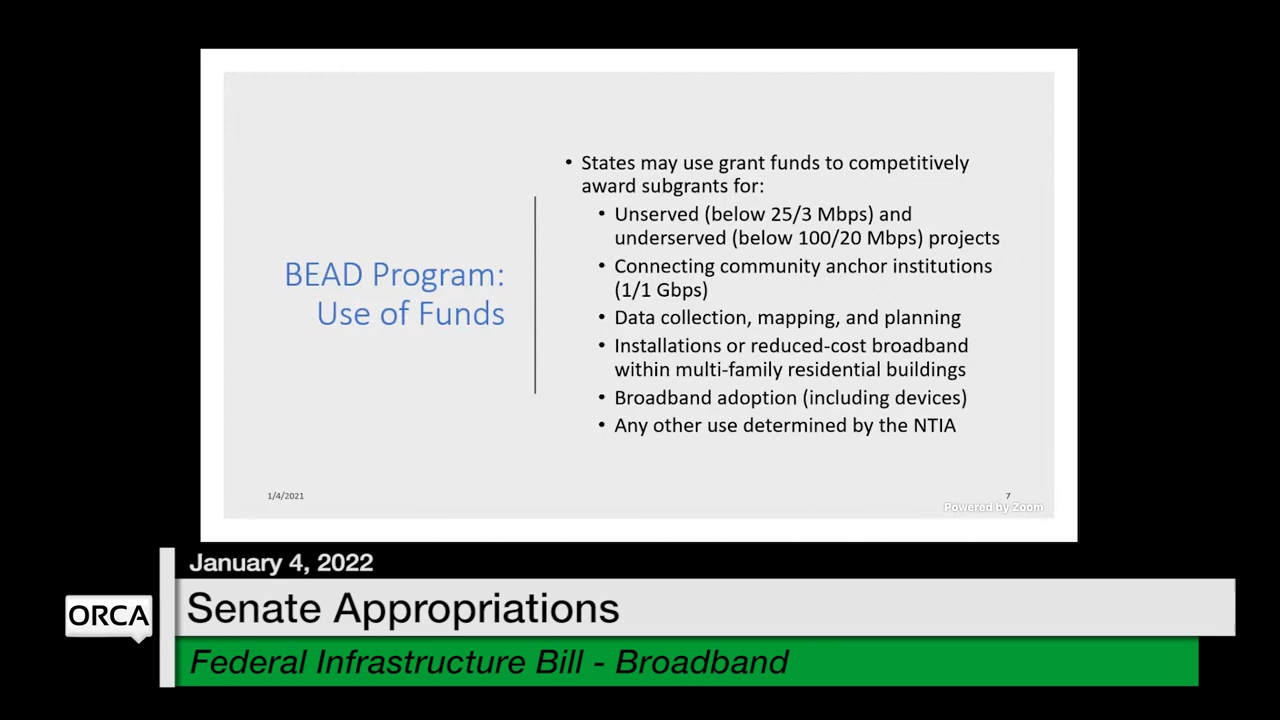 BEAD Program:
Use of Funds
• States may use grant funds to competitively
award subgrants for:
• Unserved (below 25/3 Mbps) and
underserved (below 100/20 Mbps) projects
• Connecting community anchor institutions
(1/1 Gbps)
• Data collection, mapping, and planning
• Installations or reduced-cost broadband
within multi-family residential buildings
• Broadband adoption (including devices)
• Any other use determined by the NTIA
1/4/2021
7
Powered by Zoom
January 4, 2022
ORCA
Senate Appropriations
Federal Infrastructure Bill - Broadband